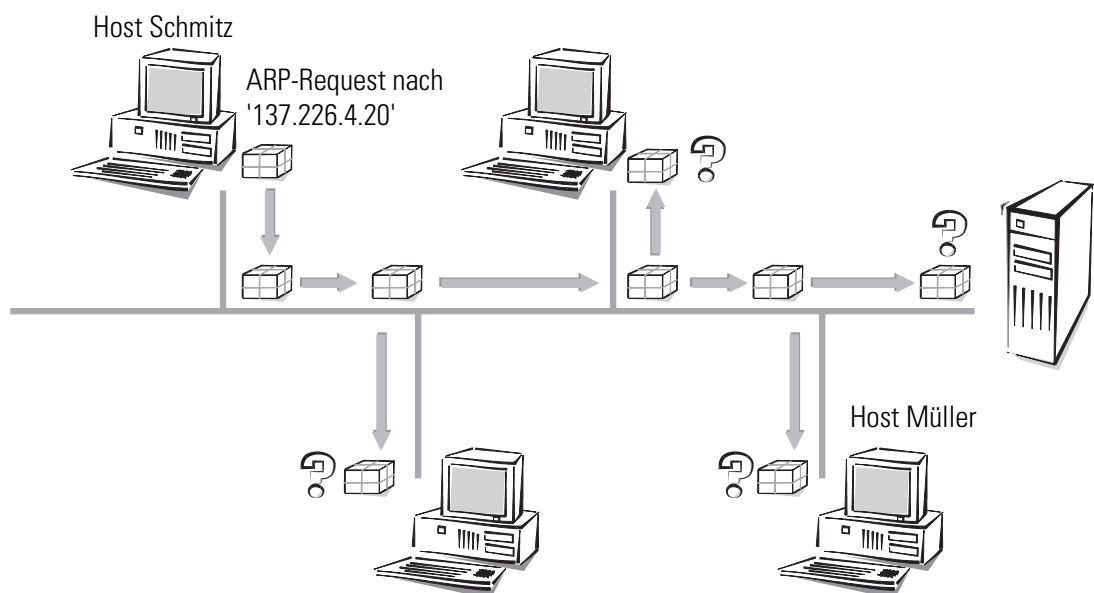 Host Schmitz
ARP-Request nach
'137.226.4.20'
?
?
?
?
Host Müller